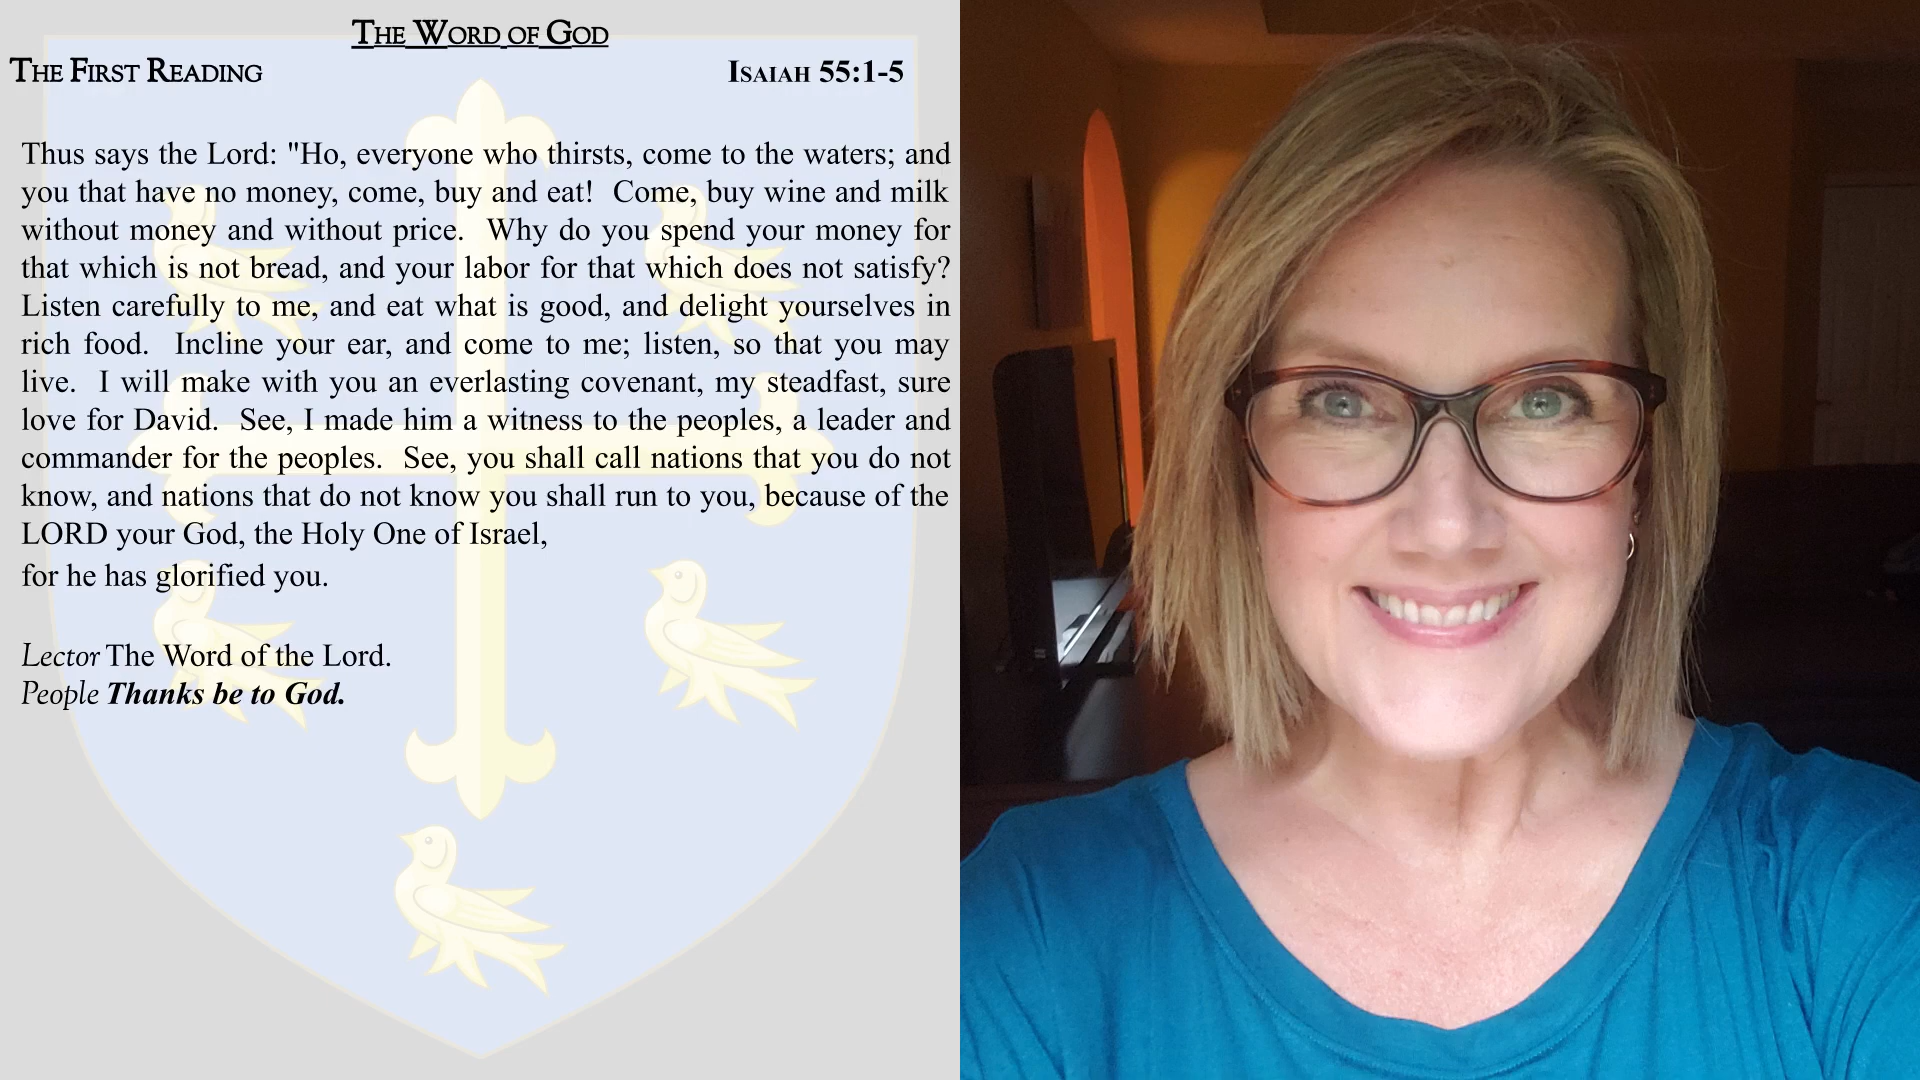 THE WORD OF GOD
THE FIRST READING ISAIAH 55:1-5
Thus says the Lord: "Ho, everyone who thirsts, come to the waters; and
you that have no money, come, buy and eat!  Come, buy wine and milk
without money and without price.  Why do you spend your money for
that which is not bread, and your labor for that which does not satisfy?
Listen carefully to me, and eat what is good, and delight yourselves in
rich food.  Incline your ear, and come to me; listen, so that you may
live.  I will make with you an everlasting covenant, my steadfast, sure
love for David.  See, I made him a witness to the peoples, a leader and
commander for the peoples.  See, you shall call nations that you do not
know, and nations that do not know you shall run to you, because of the
LORD your God, the Holy One of Israel,
for he has glorified you.
Lector The Word of the Lord.
People Thanks be to God.